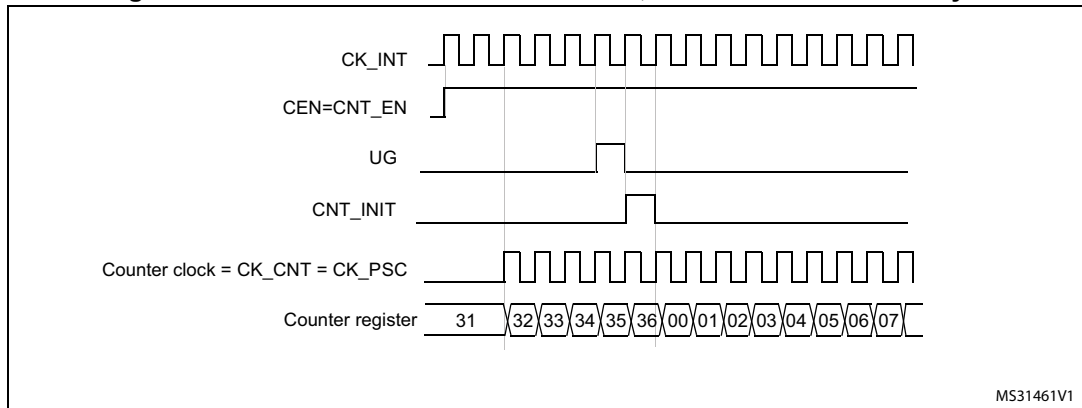 CK_INT
CEN=CNT_EN
UG
CNT_INIT
Counter clock = CK_CNT = CK_PSC
Counter register 31 32 33 34 35 36 00 01 02 03 04 05 06 07
MS31461V1